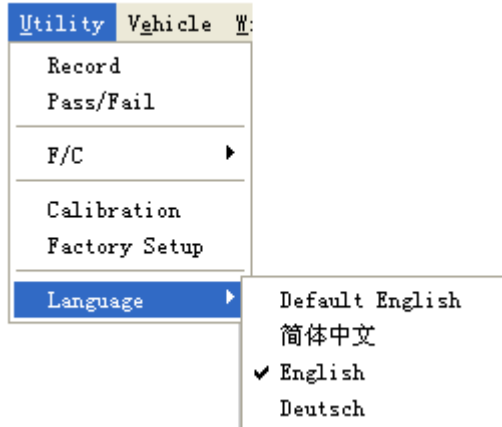 Utility Vehicle W
Record
Pass/Fail
F/C
Calibration
Factory Setup
Language
Default English
简体中文
English
Deutsch